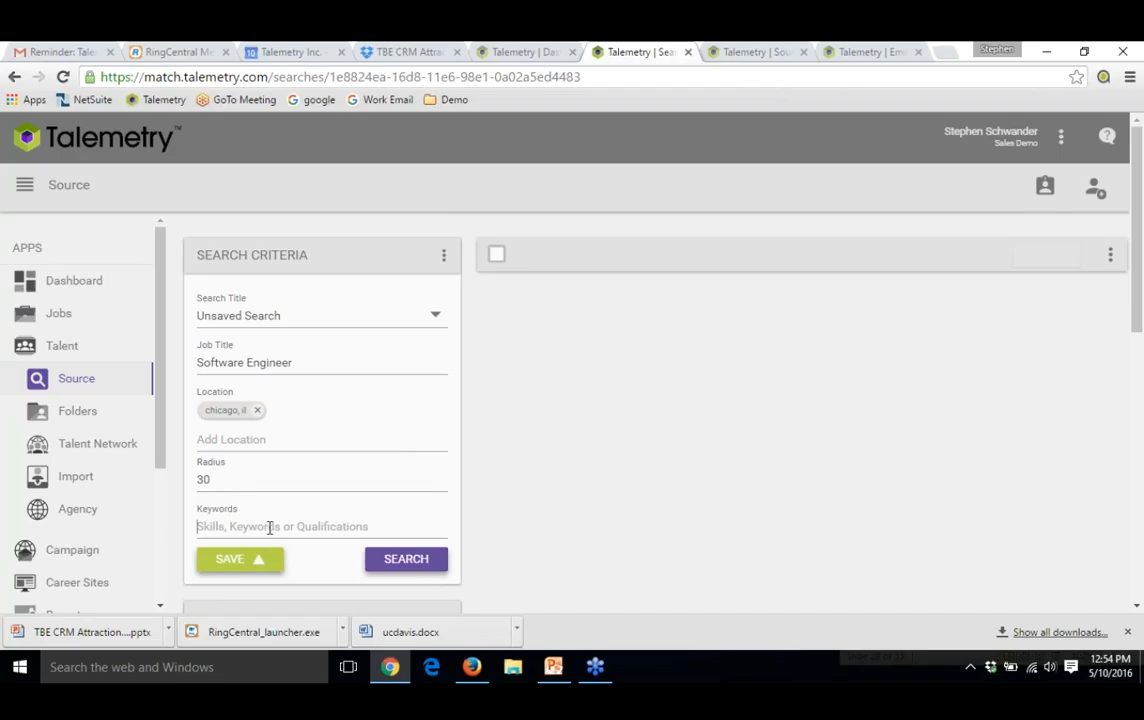 Reminder: Tale
RingCentral Me
Talemetry Inc. -
TBE CRM Attrac
Talemetry | Das
Talemetry | Sea
Talemetry | Sou
Talemetry | Em
Stephen
https://match.talemetry.com/searches/1e8824ea-16d8-11e6-98e1-0a02a5ed4483
Apps
NetSuite
Talemetry
GoTo Meeting
google
Work Email
Demo
Talemetry™
Stephen Schwander
Sales Demo
Source
APPS
Dashboard
Jobs
Talent
Source
Folders
Talent Network
Import
Agency
Campaign
Career Sites
SEARCH CRITERIA
Search Title
Unsaved Search
Job Title
Software Engineer
Location
chicago, il
Add Location
Radius
30
Keywords
Skills, Keywords or Qualifications
SAVE
SEARCH
TBE CRM Attraction....pptx
RingCentral_launcher.exe
ucdavis.docx
Show all downloads...
Search the web and Windows
12:54 PM
5/10/2016